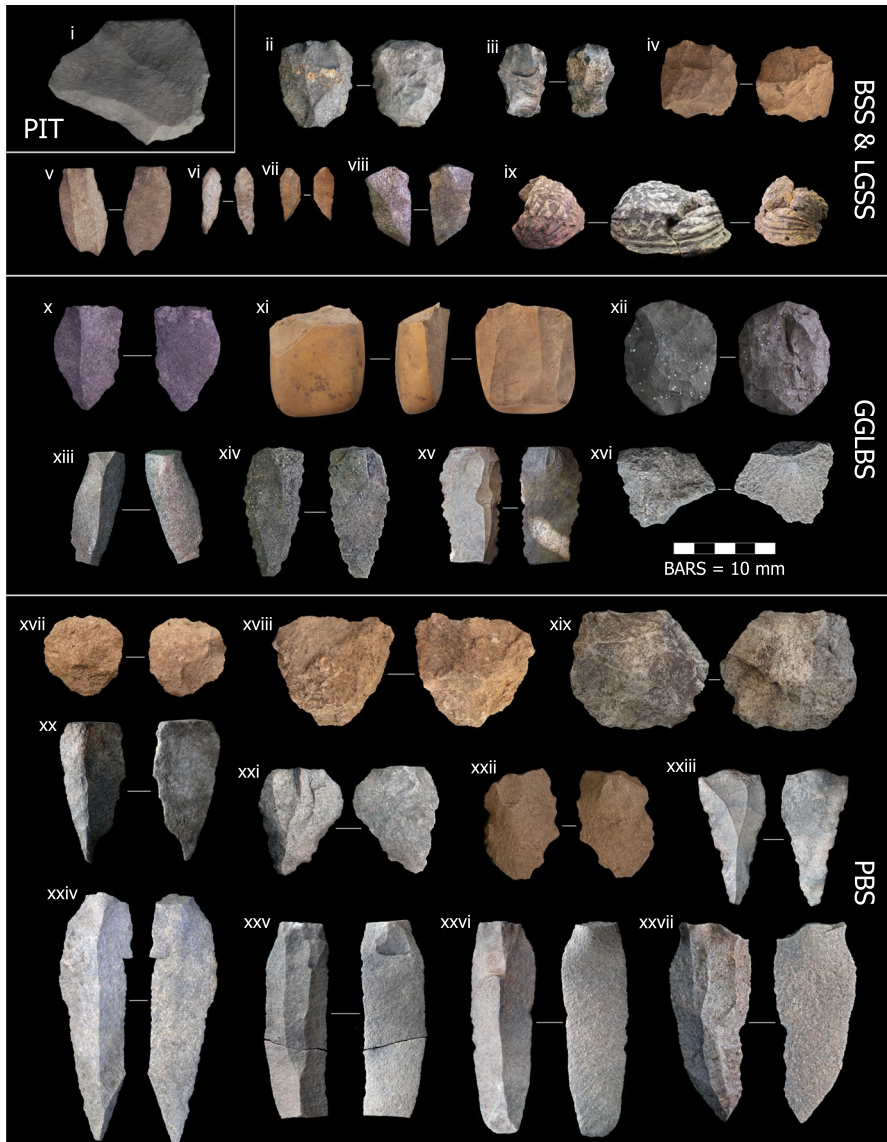 i
PIT
ii
iii
iv
BSS & LGSS
v
vi
vii
viii
ix
x
xi
xii
GGLBS
xiii
xiv
xv
xvi
BARS = 10 mm
xvii
xviii
xix
xx
xxi
xxii
xxiii
PBS
xxiv
xxv
xxvi
xxvii